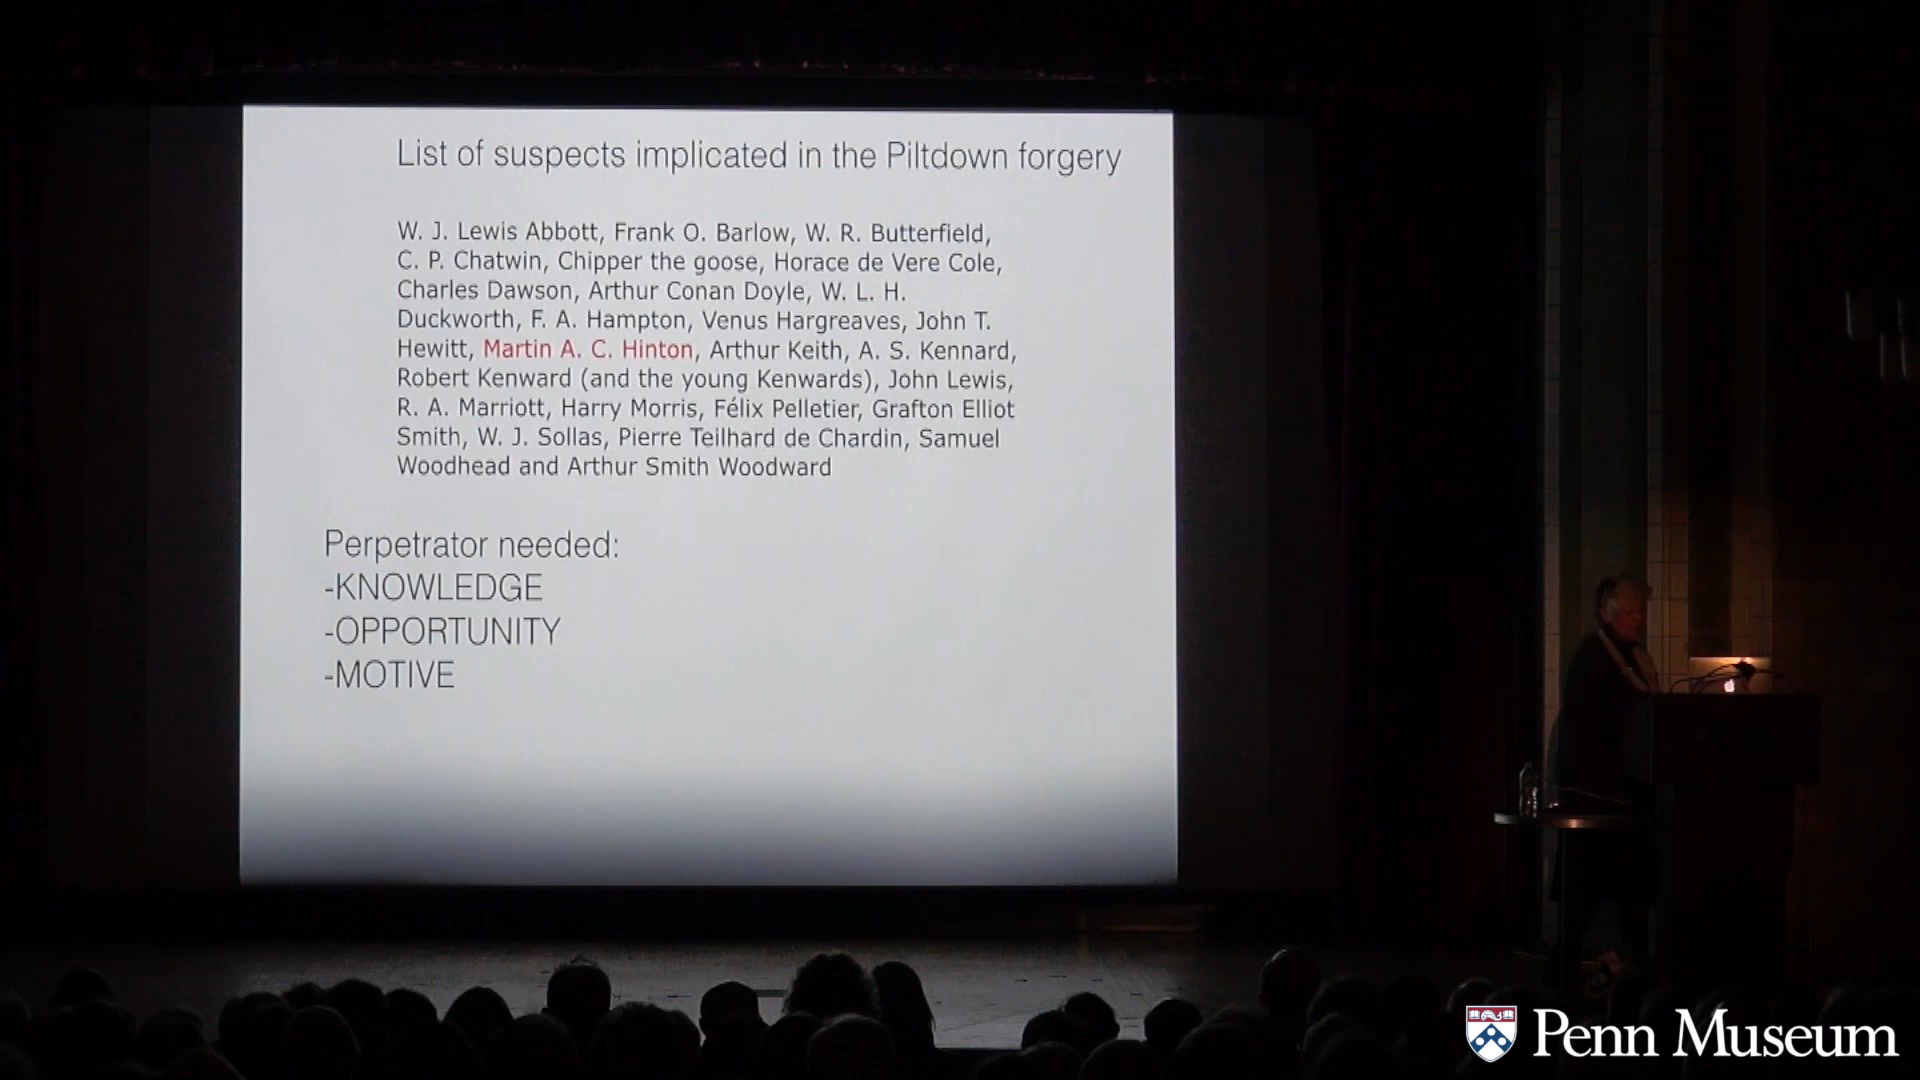 List of suspects implicated in the Piltdown forgery
W. J. Lewis Abbott, Frank O. Barlow, W. R. Butterfield,
C. P. Chatwin, Chipper the goose, Horace de Vere Cole,
Charles Dawson, Arthur Conan Doyle, W. L. H.
Duckworth, F. A. Hampton, Venus Hargreaves, John T.
Hewitt, Martin A. C. Hinton, Arthur Keith, A. S. Kennard,
Robert Kenward (and the young Kenwards), John Lewis,
R. A. Marriott, Harry Morris, Félix Pelletier, Grafton Elliot
Smith, W. J. Sollas, Pierre Teilhard de Chardin, Samuel
Woodhead and Arthur Smith Woodward
Perpetrator needed:
-KNOWLEDGE
-OPPORTUNITY
-MOTIVE
Penn Museum